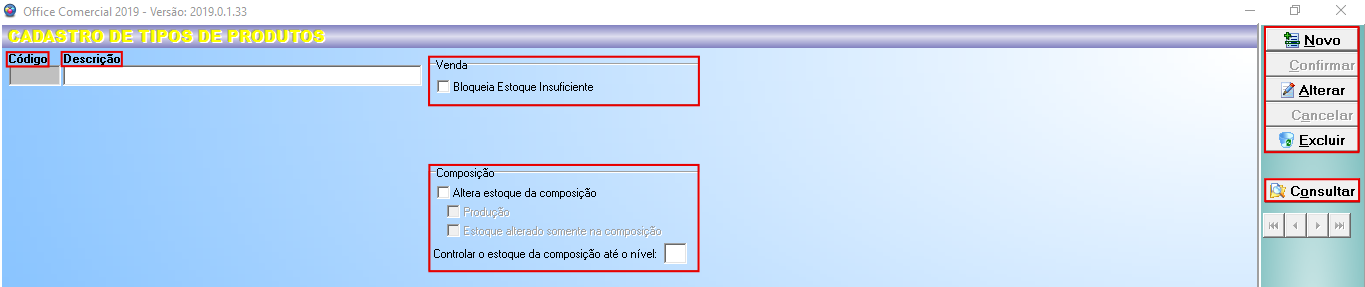 Office Comercial 2019 - Versão: 2019.0.1.33
CADASTRO DE TIPOS DE PRODUTOS
Código Descrição
Venda
Bloqueia Estoque Insuficiente
Composição
Altera estoque da composição
Produção
Estoque alterado somente na composição
Controlar o estoque da composição até o nível:
Novo
Confirmar
Alterar
Cancelar
Excluir
Consultar